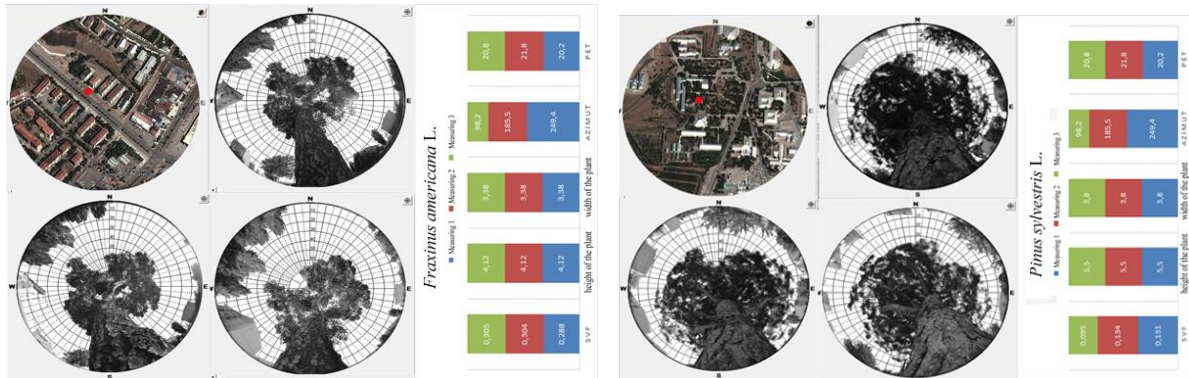 N
E
N
E
N
W
E
S
N
E
Fraximus americana L.
Measuring 1 Measuring 2 Measuring 3
0,305 4,12 3,38 98,2 20,8
0,304 4,12 3,38 185,5 21,8
0,288 4,12 3,38 249,4 20,2
SVF height of the plant width of the plant AZIMUT PET
N
E
W
E
S
N
E
N
E
Pinus sylvestris L.
Measuring 1 Measuring 2 Measuring 3
0,095 5,5 3,8 98,2 20,8
0,134 5,5 3,8 185,5 21,8
0,131 5,5 3,8 249,4 20,2
SVF height of the plant width of the plant AZIMUT PET